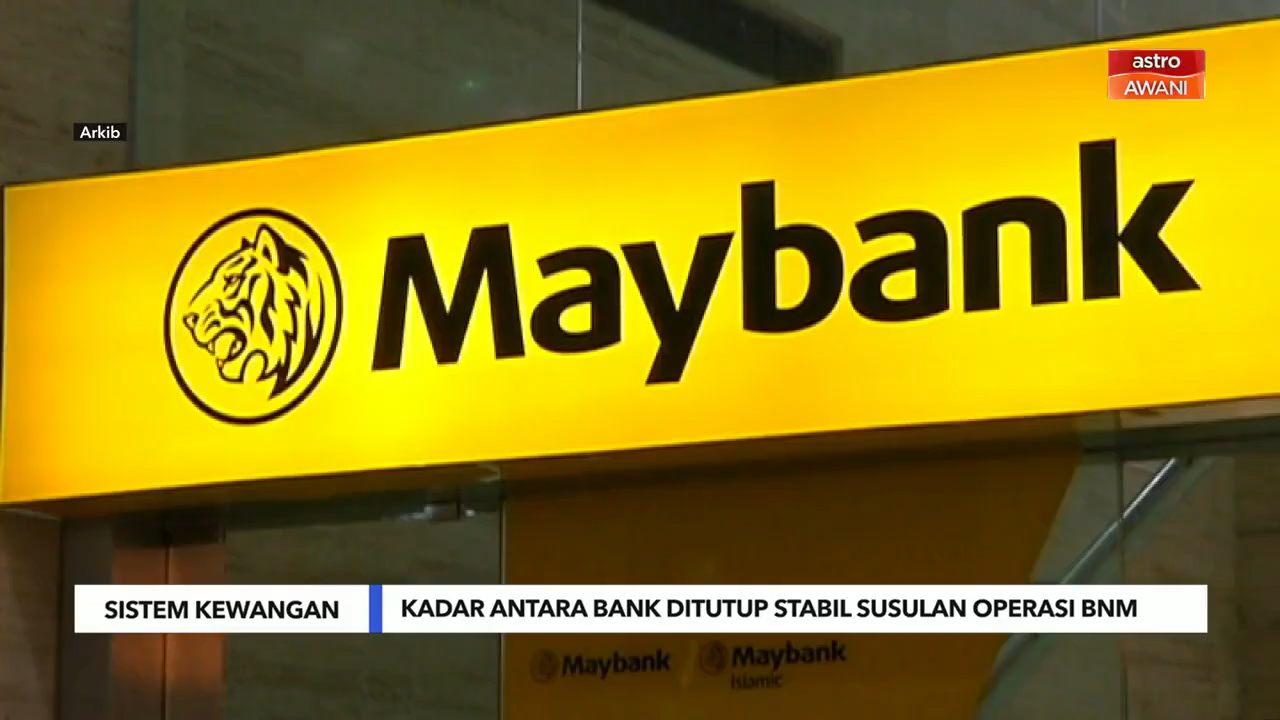 astro
AWANI
Arkib
Maybank
SISTEM KEWANGAN
KADAR ANTARA BANK DITUTUP STABIL SUSULAN OPERASI BNM
Maybank
Maybank
Islamic